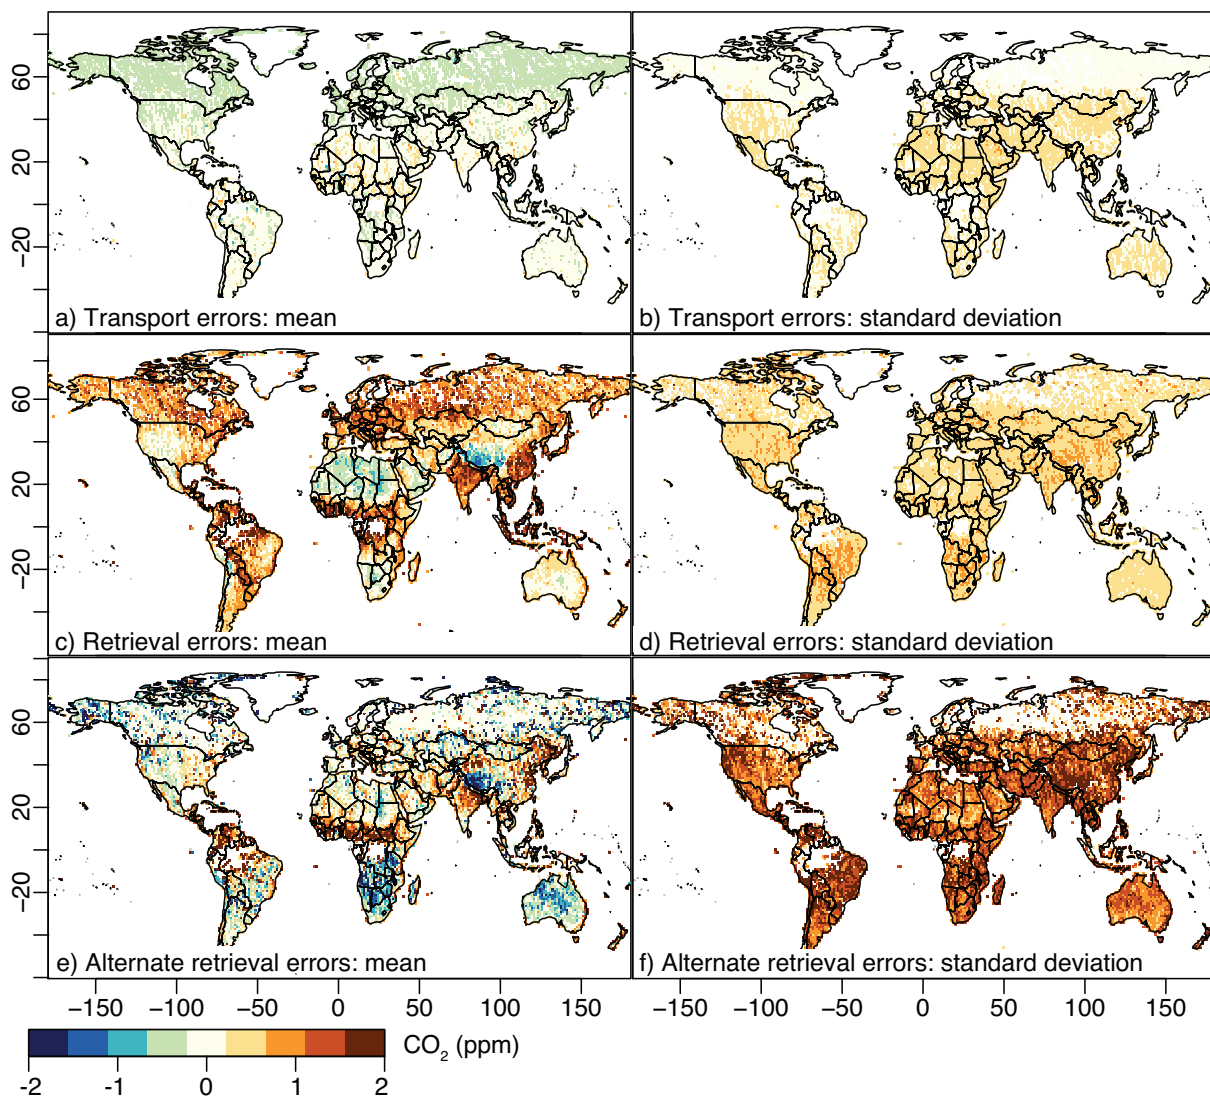 60
20
−20
a) Transport errors: mean
b) Transport errors: standard deviation
60
20
−20
c) Retrieval errors: mean
d) Retrieval errors: standard deviation
60
20
−20
e) Alternate retrieval errors: mean
f) Alternate retrieval errors: standard deviation
−150 −100 −50 0 50 100 150
−150 −100 −50 0 50 100 150
CO2 (ppm)
-2 -1 0 1 2